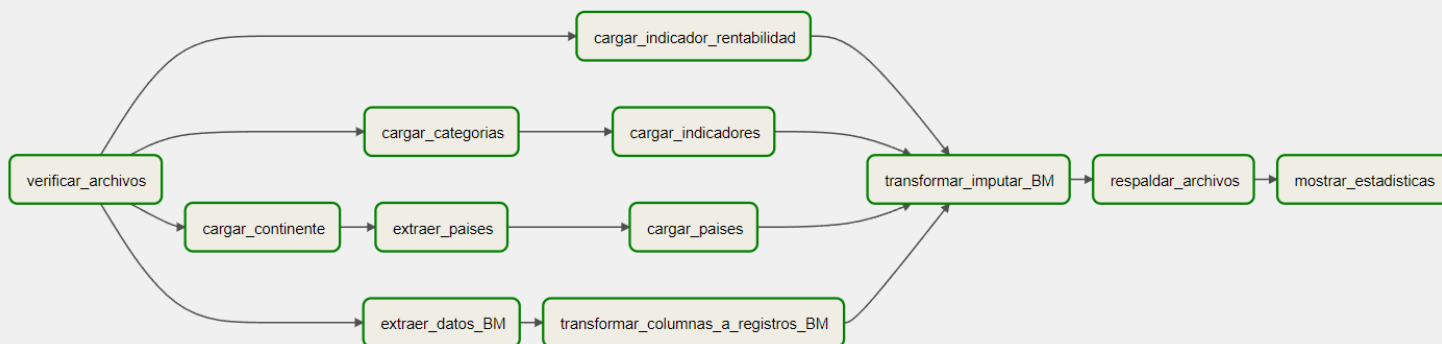 cargar_indicador_rentabilidad
cargar_categorias
cargar_indicadores
verificar_archivos
transformar_imputar_BM
respaldar_archivos
mostrar_estadisticas
cargar_continente
extraer_paises
cargar_paises
extraer_datos_BM
transformar_columnas_a_registros_BM